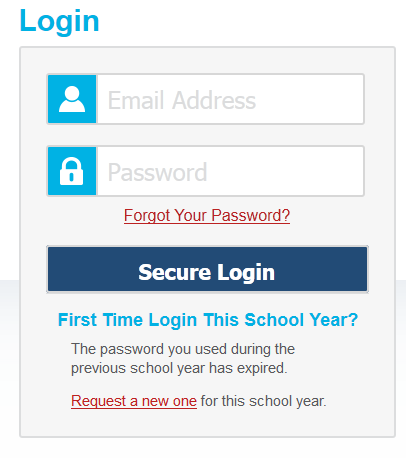 Login
Email Address
Password
Forgot Your Password?
Secure Login
First Time Login This School Year?
The password you used during the
previous school year has expired.
Request a new one for this school year.